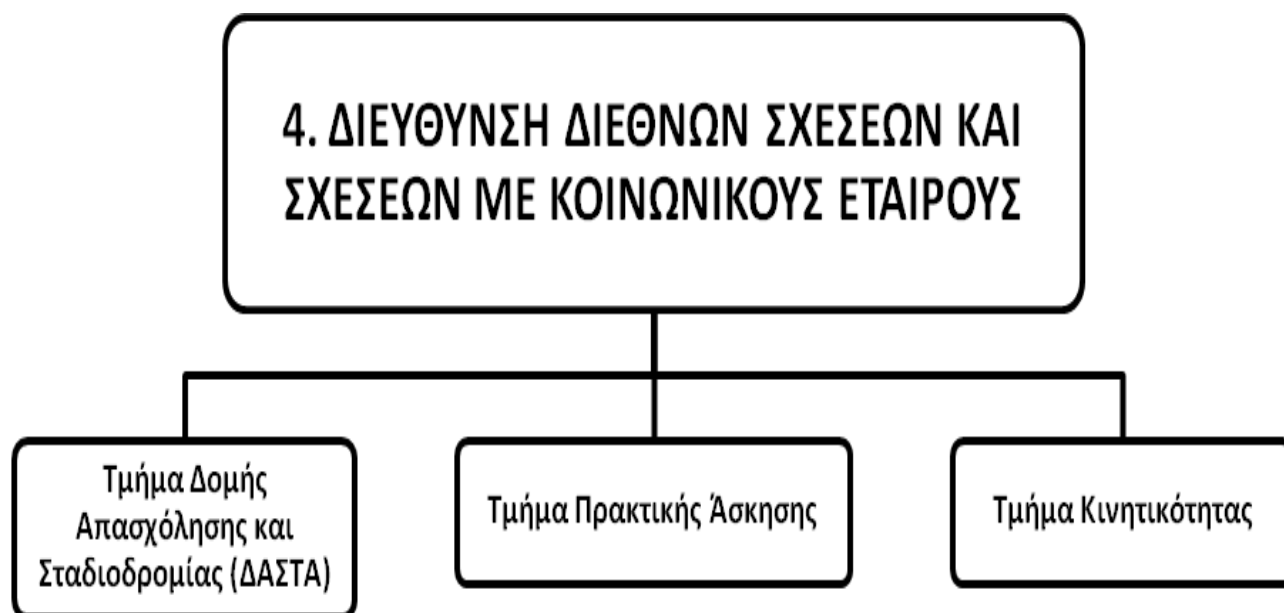 4. ΔΙΕΥΘΥΝΣΗ ΔΙΕΘΝΩΝ ΣΧΕΣΕΩΝ ΚΑΙ
ΣΧΕΣΕΩΝ ΜΕ ΚΟΙΝΩΝΙΚΟΥΣ ΕΤΑΙΡΟΥΣ
Τμήμα Δομής
Απασχόλησης και
Σταδιοδρομίας (ΔΑΣΤΑ)
Τμήμα Πρακτικής Άσκησης
Τμήμα Κινητικότητας